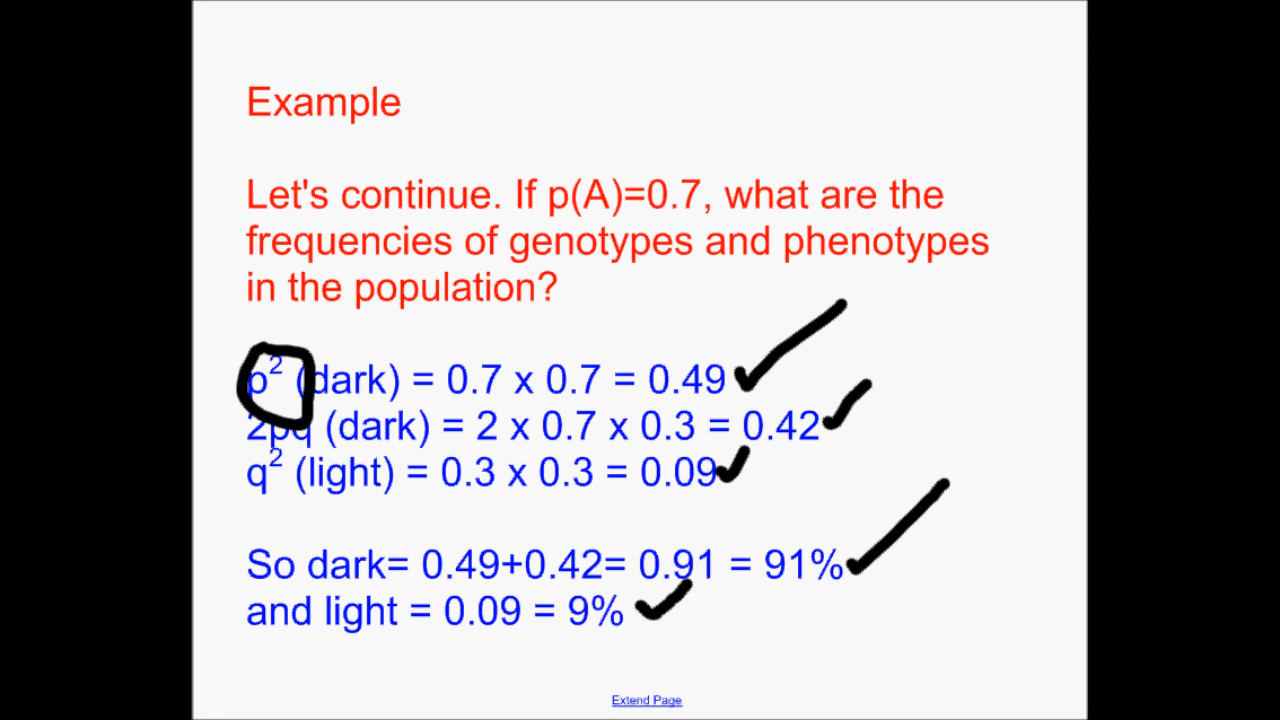 Example
Let's continue. If p(A)=0.7, what are the
frequencies of genotypes and phenotypes
in the population?
p² (dark) = 0.7 x 0.7 = 0.49
2pq (dark) = 2 x 0.7 x 0.3 = 0.42
q² (light) = 0.3 x 0.3 = 0.09
So dark= 0.49+0.42= 0.91 = 91%
and light = 0.09 = 9%
Extend Page